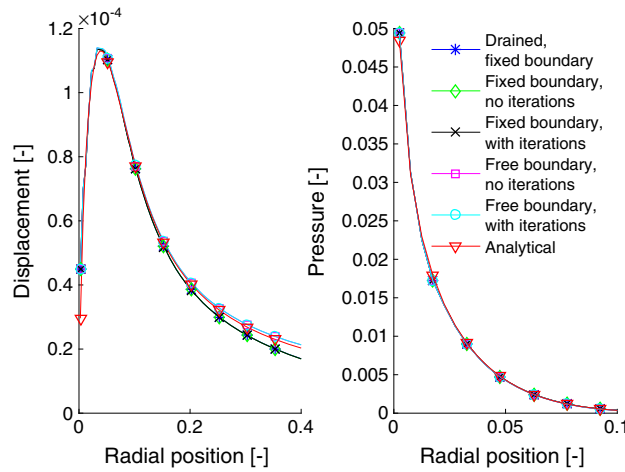 ×10⁻⁴
1.2
1
0.8
0.6
0.4
0.2
0
0
0.2
0.4
Displacement [-]
Radial position [-]
0.05
0.045
0.04
0.035
0.03
0.025
0.02
0.015
0.01
0.005
0
0
0.05
0.1
Pressure [-]
Radial position [-]
Drained,
fixed boundary
Fixed boundary,
no iterations
Fixed boundary,
with iterations
Free boundary,
no iterations
Free boundary,
with iterations
Analytical